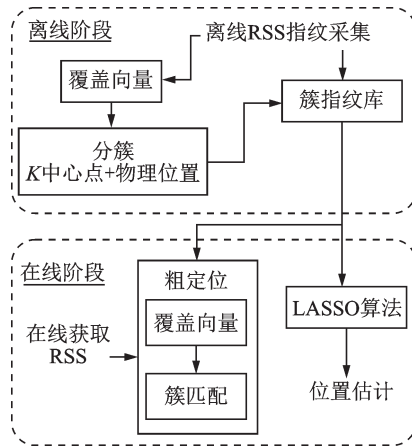 离线阶段
离线RSS指纹采集
覆盖向量
簇指纹库
分簇
K中心点+物理位置
在线阶段
粗定位
覆盖向量
LASSO算法
在线获取
RSS
簇匹配
位置估计